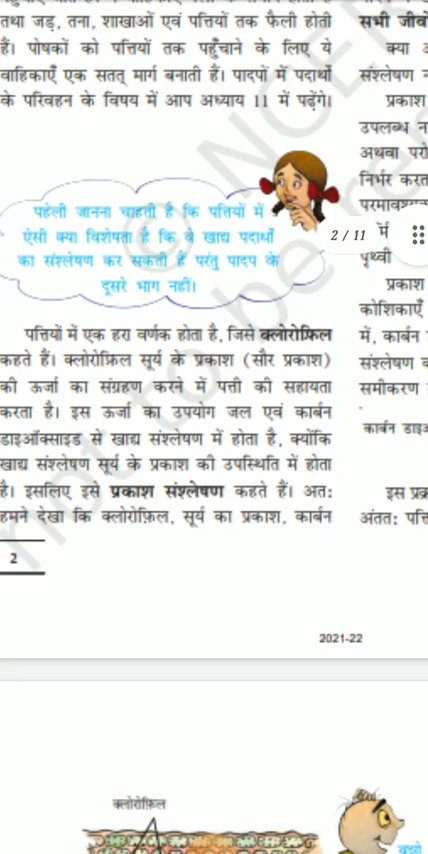 तथा जड़, तना, शाखाओं एवं पत्तियों तक फैली होती
हैं। पोषकों को पत्तियों तक पहुँचाने के लिए ये
वाहिकाएँ एक सतत् मार्ग बनाती हैं। पादपों में पदार्थों
के परिवहन के विषय में आप अध्याय 11 में पढ़ेंगे।
पहेली जानना चाहती है कि पत्तियों में
ऐसी क्या विशेषता है कि वे खाद्य पदार्थों
का संश्लेषण कर सकती हैं परंतु पादप के
दूसरे भाग नहीं।
पत्तियों में एक हरा वर्णक होता है, जिसे क्लोरोफिल
कहते हैं। क्लोरोफिल सूर्य के प्रकाश (सौर प्रकाश)
की ऊर्जा का संग्रहण करने में पत्ती की सहायता
करता है। इस ऊर्जा का उपयोग जल एवं कार्बन
डाइऑक्साइड से खाद्य संश्लेषण में होता है, क्योंकि
खाद्य संश्लेषण सूर्य के प्रकाश की उपस्थिति में होता
है। इसलिए इसे प्रकाश संश्लेषण कहते हैं। अत:
हमने देखा कि क्लोरोफ़िल, सूर्य का प्रकाश, कार्बन
2
सभी जीवों
क्या
संश्लेषण
प्रकाश
उपलब्ध
अथवा
निर्भर
2 / 11
में
पृथ्वी
प्रकाश
कोशिकाएँ
में, कार्बन
संश्लेषण
समीकरण
कार्बन
इस
अंतत:
2021-22
क्लोरोफ़िल